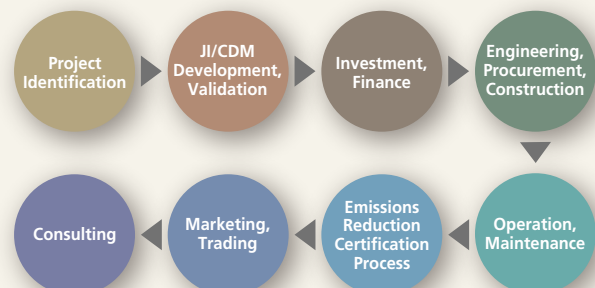 Project
Identification
JI/CDM
Development,
Validation
Investment,
Finance
Engineering,
Procurement,
Construction
Operation,
Maintenance
Emissions
Reduction
Certification
Process
Marketing,
Trading
Consulting